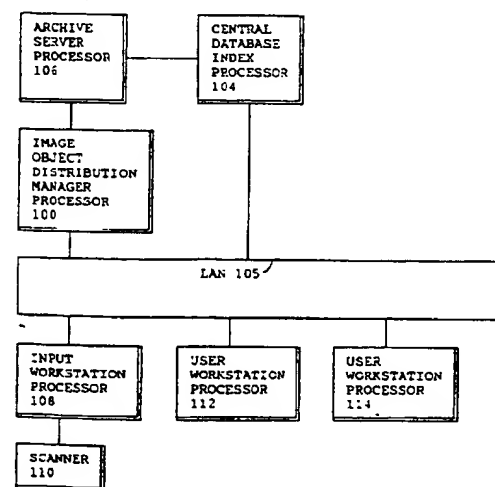 ARCHIVE
SERVER
PROCESSOR
106
CENTRAL
DATABASE
INDEX
PROCESSOR
104
IMAGE
OBJECT
DISTRIBUTION
MANAGER
PROCESSOR
100
LAN 105
INPUT
WORKSTATION
PROCESSOR
108
USER
WORKSTATION
PROCESSOR
112
USER
WORKSTATION
PROCESSOR
114
SCANNER
110